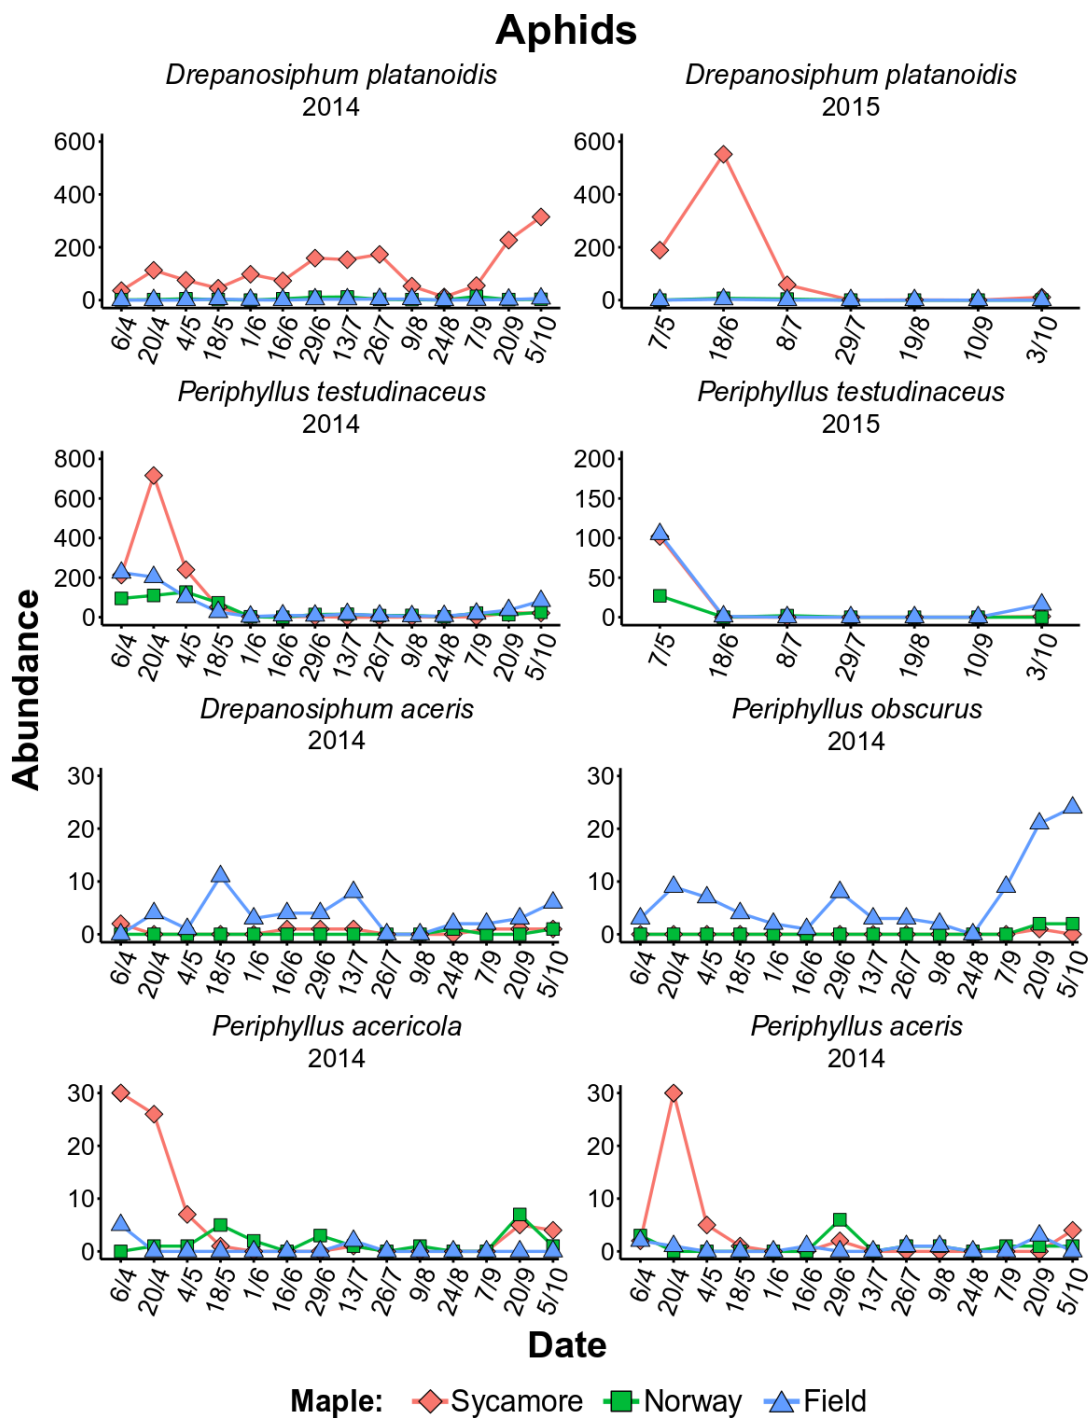 Aphids
Drepanosiphum platanoidis
2014
Drepanosiphum platanoidis
2015
600
400
200
0
6/4 20/4 4/5 18/5 1/6 16/6 29/6 13/7 26/7 9/8 24/8 7/9 20/9 5/10
600
400
200
0
7/5 18/6 8/7 29/7 19/8 10/9 3/10
Periphyllus testudinaceus
2014
Periphyllus testudinaceus
2015
800
600
400
200
0
6/4 20/4 4/5 18/5 1/6 16/6 29/6 13/7 26/7 9/8 24/8 7/9 20/9 5/10
200
150
100
50
0
7/5 18/6 8/7 29/7 19/8 10/9 3/10
Abundance
Drepanosiphum aceris
2014
Periphyllus obscurus
2014
30
20
10
0
6/4 20/4 4/5 18/5 1/6 16/6 29/6 13/7 26/7 9/8 24/8 7/9 20/9 5/10
30
20
10
0
6/4 20/4 4/5 18/5 1/6 16/6 29/6 13/7 26/7 9/8 24/8 7/9 20/9 5/10
Periphyllus acericola
2014
Periphyllus aceris
2014
30
20
10
0
6/4 20/4 4/5 18/5 1/6 16/6 29/6 13/7 26/7 9/8 24/8 7/9 20/9 5/10
30
20
10
0
6/4 20/4 4/5 18/5 1/6 16/6 29/6 13/7 26/7 9/8 24/8 7/9 20/9 5/10
Date
Maple: Sycamore Norway Field